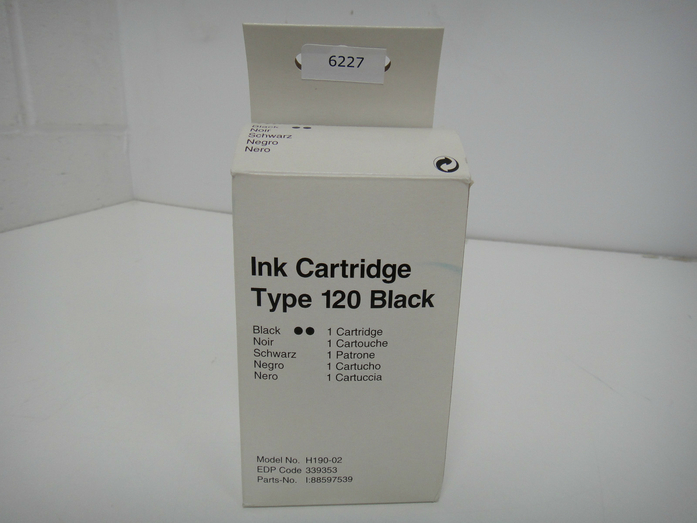 6227
Black
Noir
Schwarz
Negro
Nero
Ink Cartridge
Type 120 Black
Black ●● 1 Cartridge
Noir 1 Cartouche
Schwarz 1 Patrone
Negro 1 Cartucho
Nero 1 Cartuccia
Model No. H190-02
EDP Code 339353
Parts-No. I:88597539